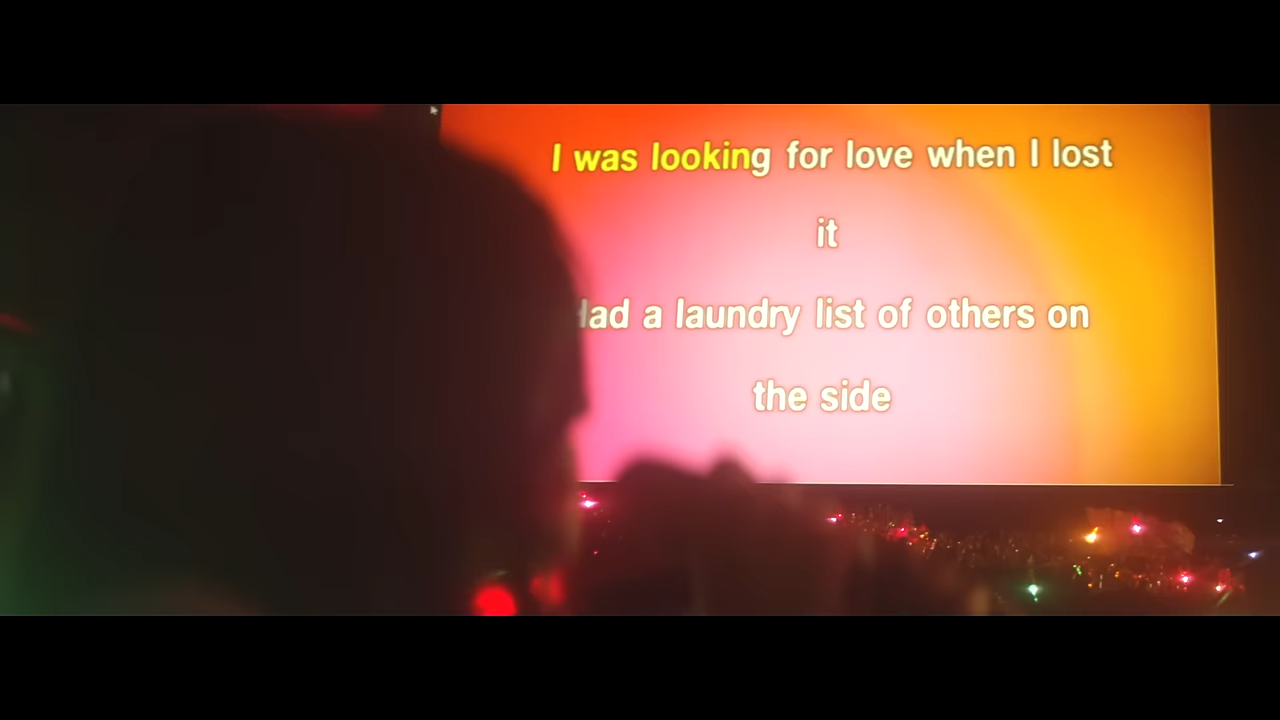 I was looking for love when I lost
it
Had a laundry list of others on
the side